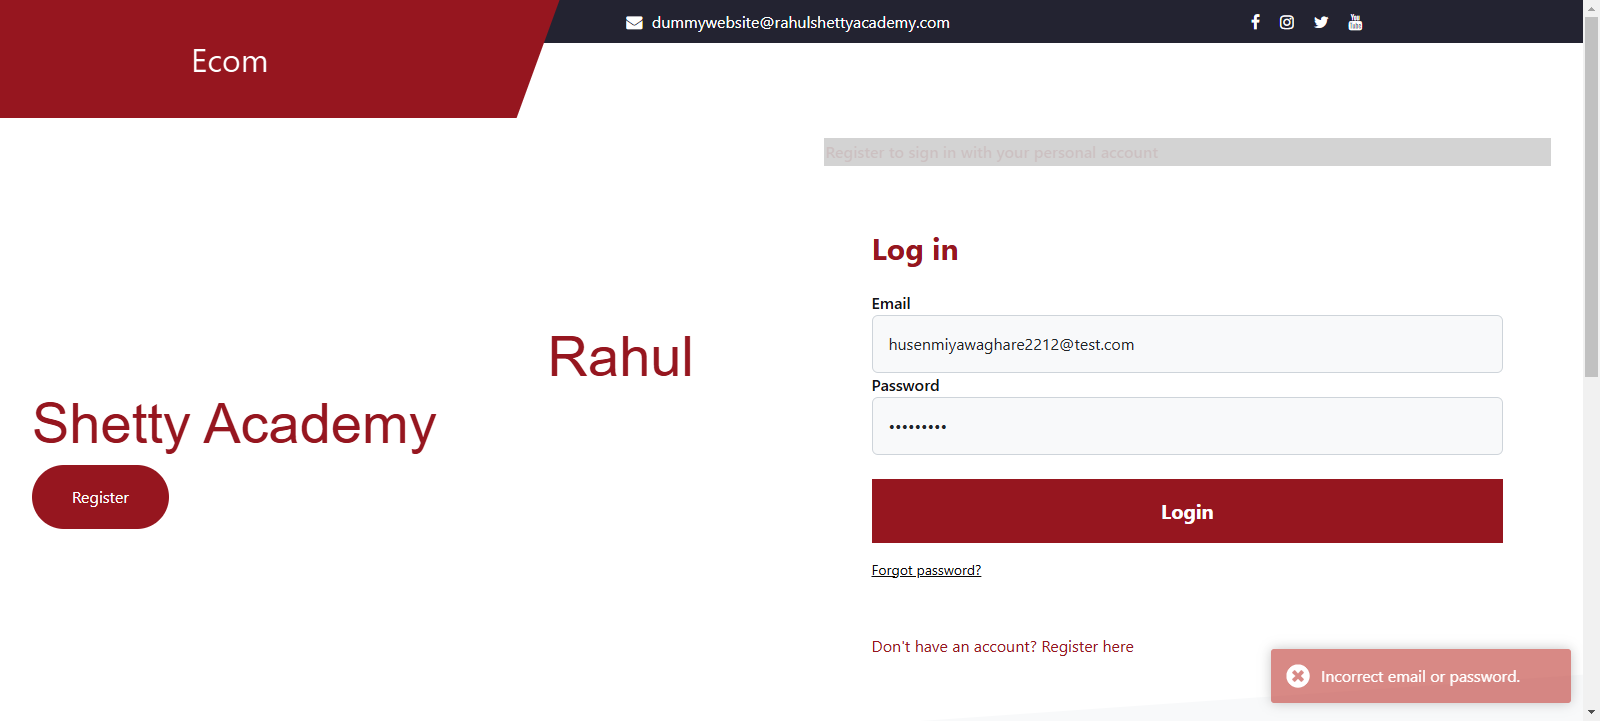 Ecom
dummywebsite@rahulshettyacademy.com
Register to sign in with your personal account
Rahul
Shetty Academy
Register
Log in
Email
husenmiyawaghare2212@test.com
Password
•••••••••
Login
Forgot password?
Don't have an account? Register here
Incorrect email or password.